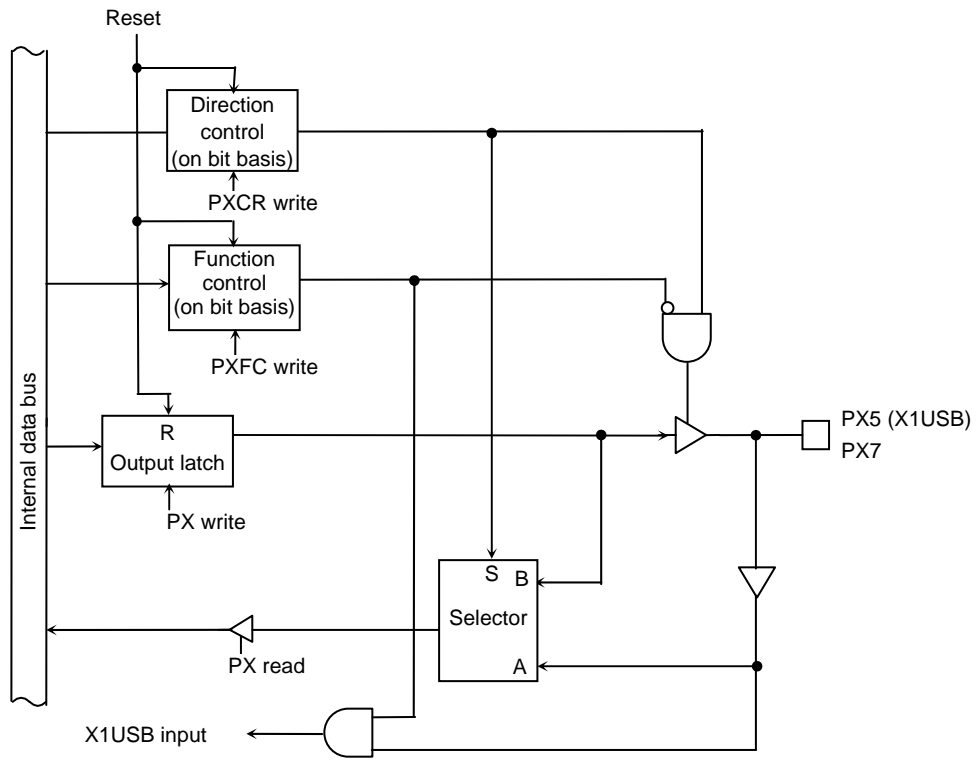 Reset
Direction
control
(on bit basis)
PXCR write
Function
control
(on bit basis)
PXFC write
Internal data bus
R
Output latch
PX write
PX5 (X1USB)
PX7
S
B
Selector
A
PX read
X1USB input